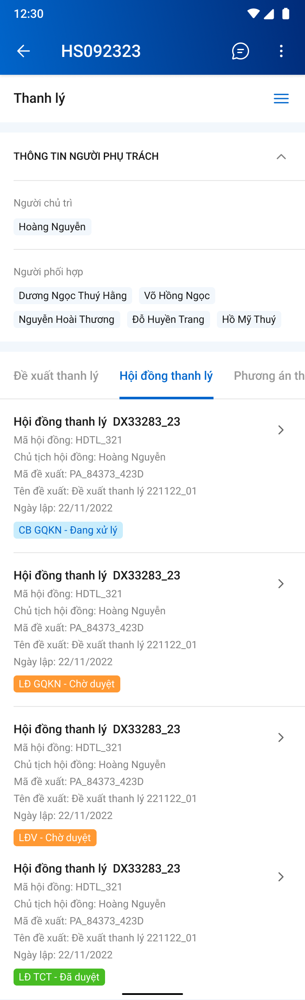 12:30
HS092323
Thanh lý
THÔNG TIN NGƯỜI PHỤ TRÁCH
Người chủ trì
Hoàng Nguyễn
Người phối hợp
Dương Ngọc Thuý Hằng Võ Hồng Ngọc
Nguyễn Hoài Thương Đỗ Huyền Trang Hồ Mỹ Thuý
Đề xuất thanh lý Hội đồng thanh lý Phương án th
Hội đồng thanh lý DX33283_23
Mã hội đồng: HDTL_321
Chủ tịch hội đồng: Hoàng Nguyễn
Mã đề xuất: PA_84373_423D
Tên đề xuất: Đề xuất thanh lý 221122_01
Ngày lập: 22/11/2022
CB GQKN - Đang xử lý
Hội đồng thanh lý DX33283_23
Mã hội đồng: HDTL_321
Chủ tịch hội đồng: Hoàng Nguyễn
Mã đề xuất: PA_84373_423D
Tên đề xuất: Đề xuất thanh lý 221122_01
Ngày lập: 22/11/2022
LĐ GQKN - Chờ duyệt
Hội đồng thanh lý DX33283_23
Mã hội đồng: HDTL_321
Chủ tịch hội đồng: Hoàng Nguyễn
Mã đề xuất: PA_84373_423D
Tên đề xuất: Đề xuất thanh lý 221122_01
Ngày lập: 22/11/2022
LĐV - Chờ duyệt
Hội đồng thanh lý DX33283_23
Mã hội đồng: HDTL_321
Chủ tịch hội đồng: Hoàng Nguyễn
Mã đề xuất: PA_84373_423D
Tên đề xuất: Đề xuất thanh lý 221122_01
Ngày lập: 22/11/2022
LĐ TCT - Đã duyệt